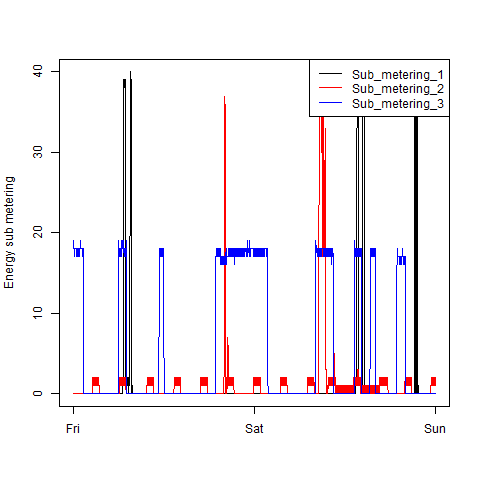 Energy sub metering
40
30
20
10
0
Sub_metering_1
Sub_metering_2
Sub_metering_3
Fri
Sat
Sun